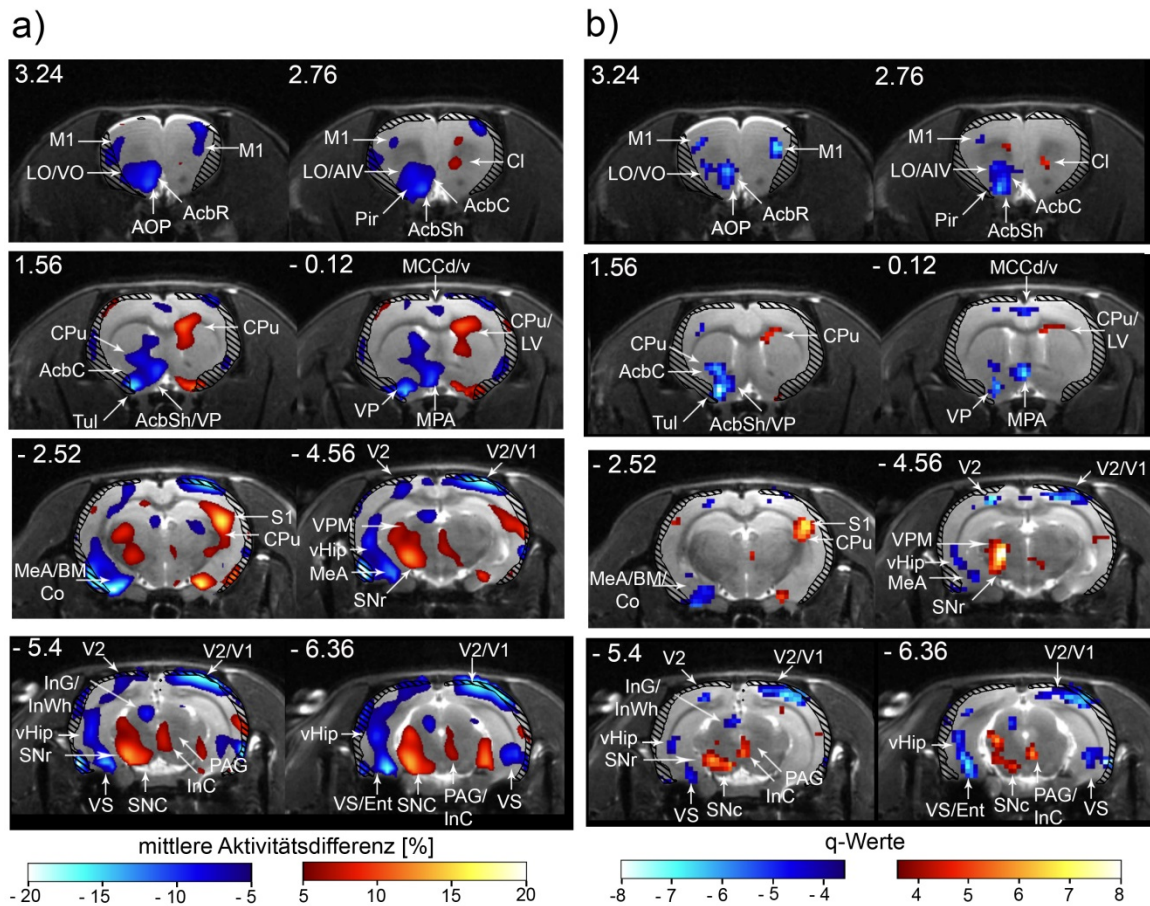 a)
3.24
2.76
M1
M1
LO/VO
AOP
AcbR
LO/AIV
Cl
Pir
AcbSh
AcbC
1.56
- 0.12
MCCd/v
CPu
CPu
AcbC
Tul
AcbSh/VP
CPu/
LV
VP
MPA
- 2.52
- 4.56
V2
V2/V1
S1
CPu
MeA/BM/
Co
VPM
vHip
MeA
SNr
- 5.4
- 6.36
V2
V2/V1
V2/V1
InG/
InWh
vHip
SNr
VS
SNC
InC
PAG
vHip
VS/Ent
SNC
PAG/
InC
VS
mittlere Aktivitätsdifferenz [%]
- 20
- 15
- 10
- 5
5
10
15
20
b)
3.24
2.76
M1
M1
M1
LO/VO
AOP
AcbR
LO/AIV
Cl
Pir
AcbSh
AcbC
1.56
- 0.12
MCCd/v
CPu
CPu
AcbC
Tul
AcbSh/VP
CPu/
LV
VP
MPA
- 2.52
- 4.56
V2
V2/V1
S1
CPu
MeA/BM/
Co
VPM
vHip
MeA
SNr
- 5.4
- 6.36
V2
V2/V1
V2/V1
InG/
InWh
vHip
SNr
VS
SNc
InC
PAG
vHip
VS/Ent
SNc
PAG/
InC
VS
q-Werte
-8
- 7
- 6
- 5
- 4
4
5
6
7
8